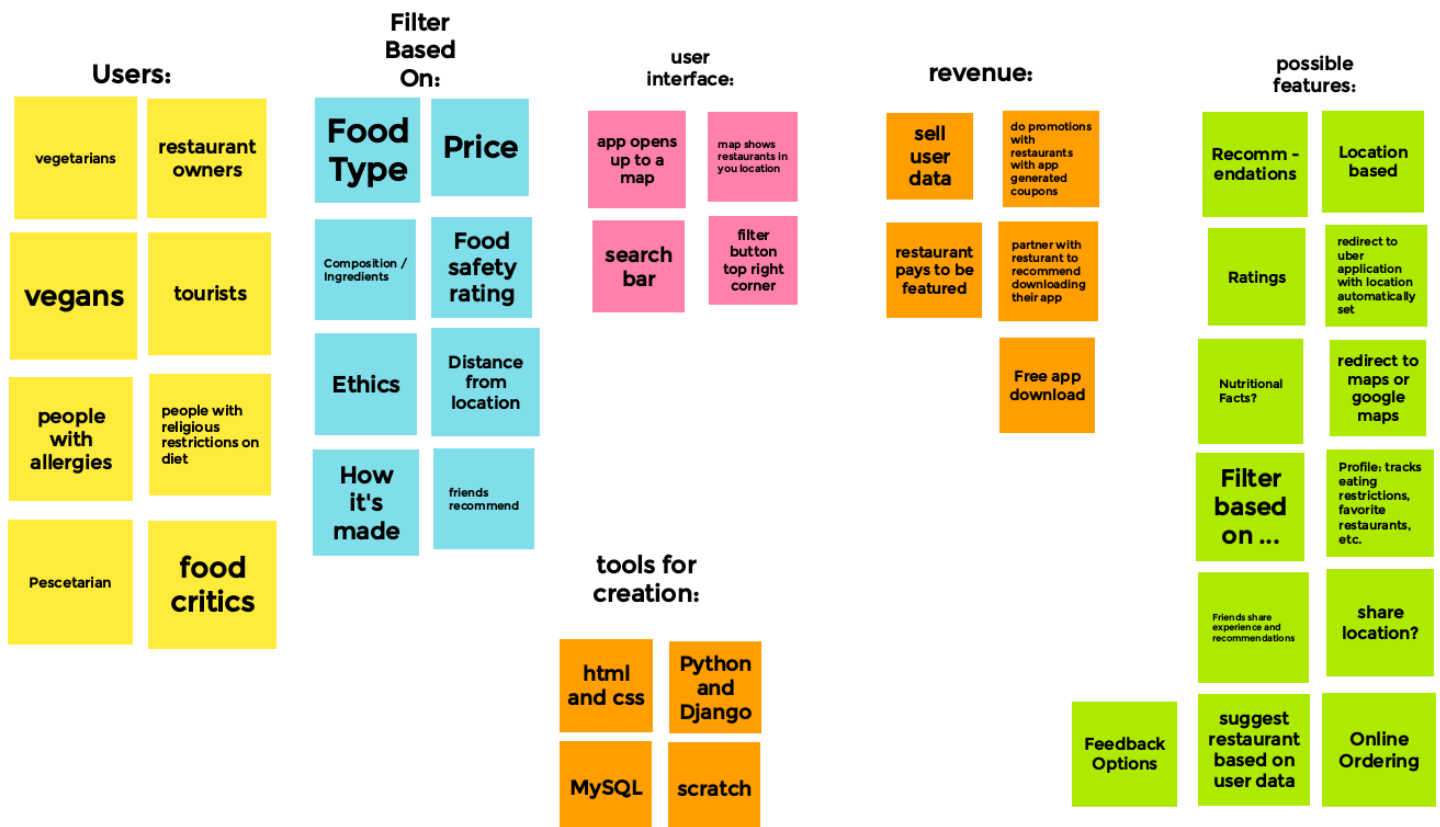 Users:
vegetarians
restaurant
owners
vegans
tourists
people
with
allergies
people with
religious
restrictions on
diet
Pescetarian
food
critics
Filter
Based
On:
Food
Type
Price
Composition /
Ingredients
Food
safety
rating
Ethics
Distance
from
location
How
it's
made
friends
recommend
user
interface:
app opens
up to a
map
map shows
restaurants in
you location
search
bar
filter
button
top right
corner
tools for
creation:
html
and css
Python
and
Django
MySQL
scratch
revenue:
sell
user
data
do promotions
with
restaurants
with app
generated
coupons
restaurant
pays to be
featured
partner with
resturant to
recommend
downloading
their app
Free app
download
possible
features:
Recomm -
endations
Location
based
Ratings
redirect to
uber
application
with location
automatically
set
Nutritional
Facts?
redirect to
maps or
google
maps
Filter
based
on ...
Profile: tracks
eating
restrictions,
favorite
restaurants,
etc.
Friends share
experience and
recommendations
share
location?
Feedback
Options
suggest
restaurant
based on
user data
Online
Ordering